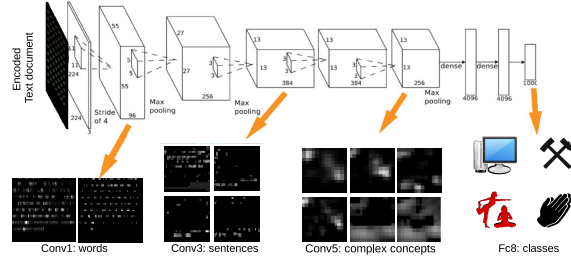 Encoded
Text document
55
27
13
13
13
11
5
3
3
3
11
5
3
3
3
224
55
27
13
13
13
dense
dense
224
3
Stride
of 4
96
Max
pooling
256
Max
pooling
384
384
256
Max
pooling
4096
4096
1000
Conv1: words
Conv3: sentences
Conv5: complex concepts
Fc8: classes